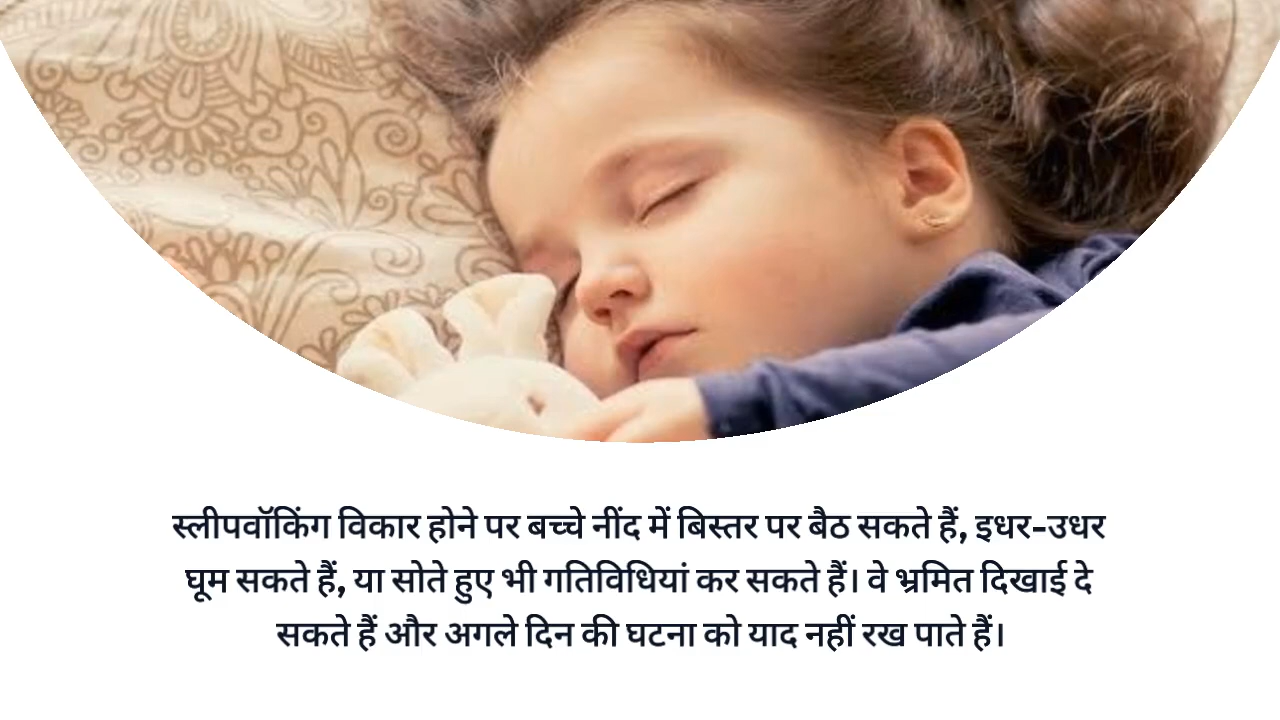 स्लीपवॉकिंग विकार होने पर बच्चे नींद में बिस्तर पर बैठ सकते हैं, इधर-उधर
घूम सकते हैं, या सोते हुए भी गतिविधियां कर सकते हैं। वे भ्रमित दिखाई दे
सकते हैं और अगले दिन की घटना को याद नहीं रख पाते हैं।